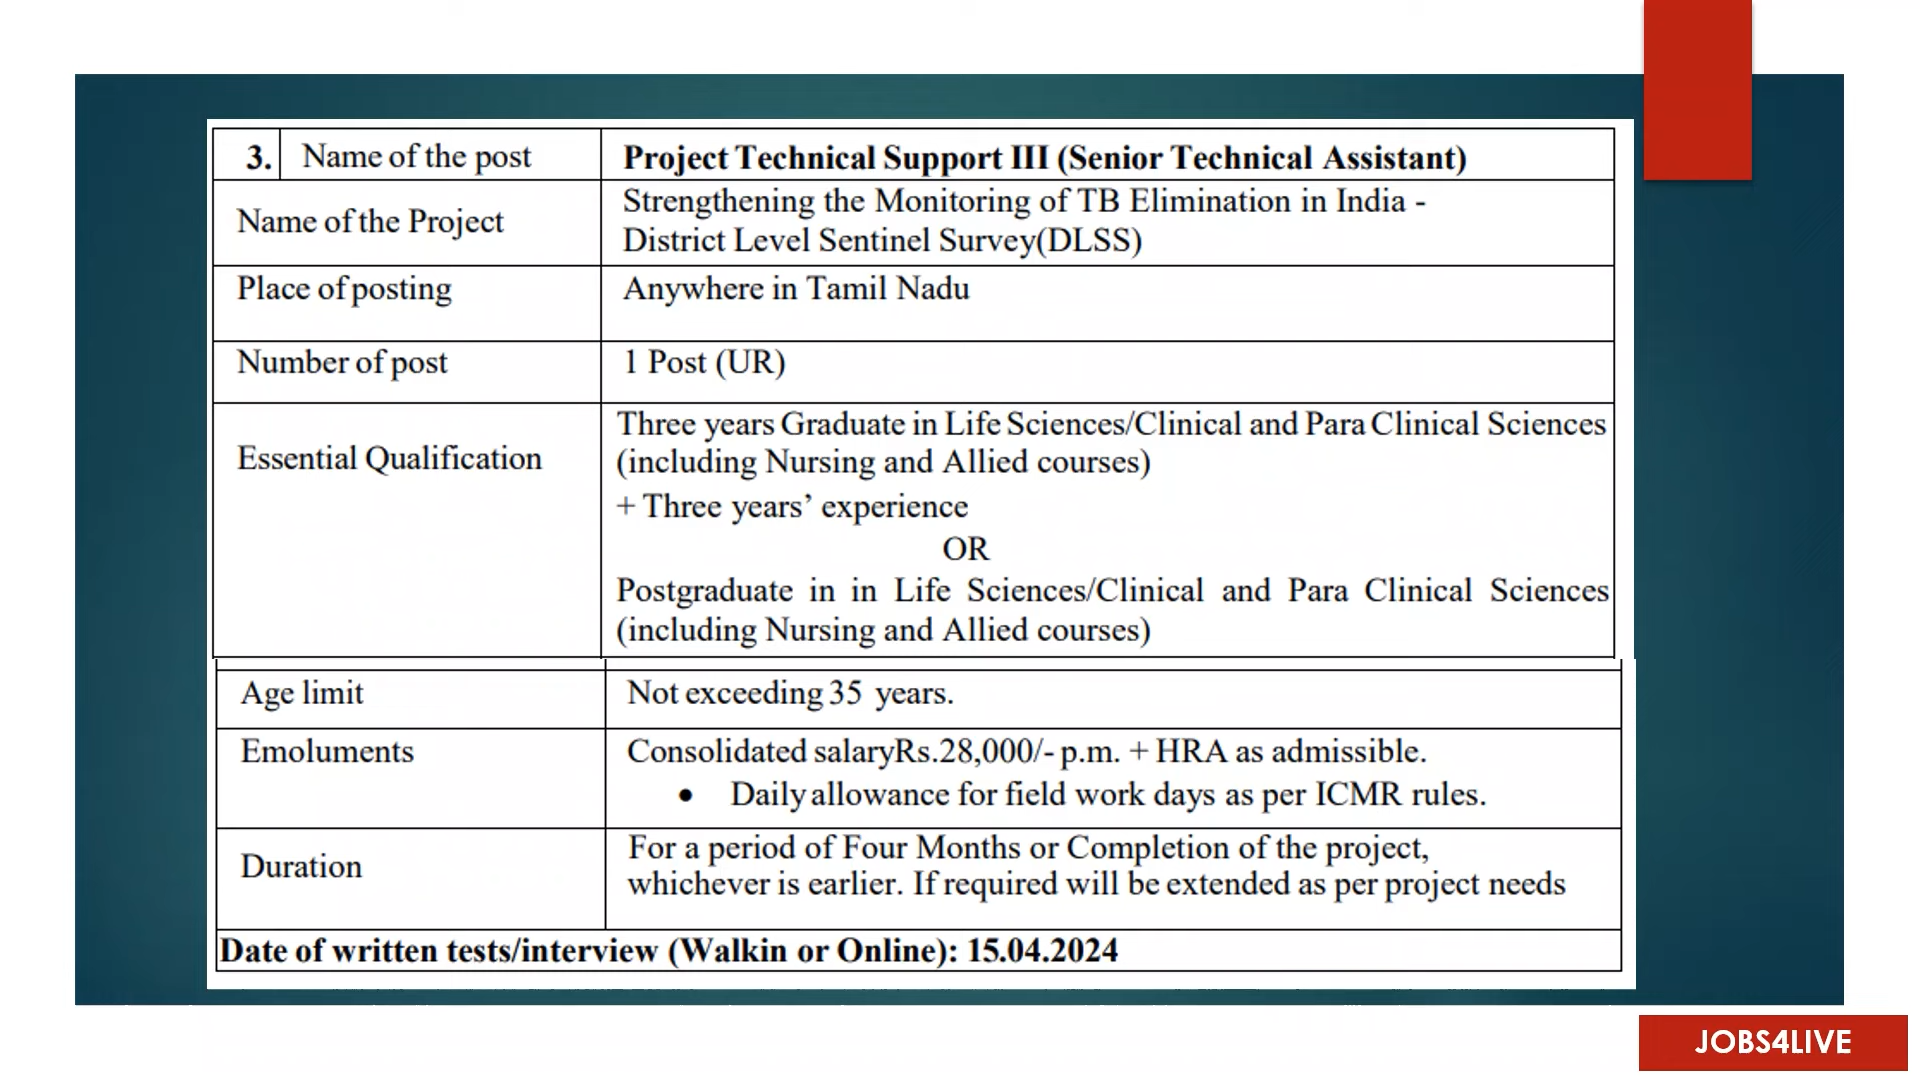 3. Name of the post Project Technical Support III (Senior Technical Assistant)
Name of the Project Strengthening the Monitoring of TB Elimination in India -
District Level Sentinel Survey(DLSS)
Place of posting Anywhere in Tamil Nadu
Number of post 1 Post (UR)
Essential Qualification
Three years Graduate in Life Sciences/Clinical and Para Clinical Sciences
(including Nursing and Allied courses)
+ Three years’ experience
OR
Postgraduate in in Life Sciences/Clinical and Para Clinical Sciences
(including Nursing and Allied courses)
Age limit Not exceeding 35 years.
Emoluments Consolidated salaryRs.28,000/- p.m. + HRA as admissible.
• Daily allowance for field work days as per ICMR rules.
Duration For a period of Four Months or Completion of the project,
whichever is earlier. If required will be extended as per project needs
Date of written tests/interview (Walkin or Online): 15.04.2024
JOBS4LIVE